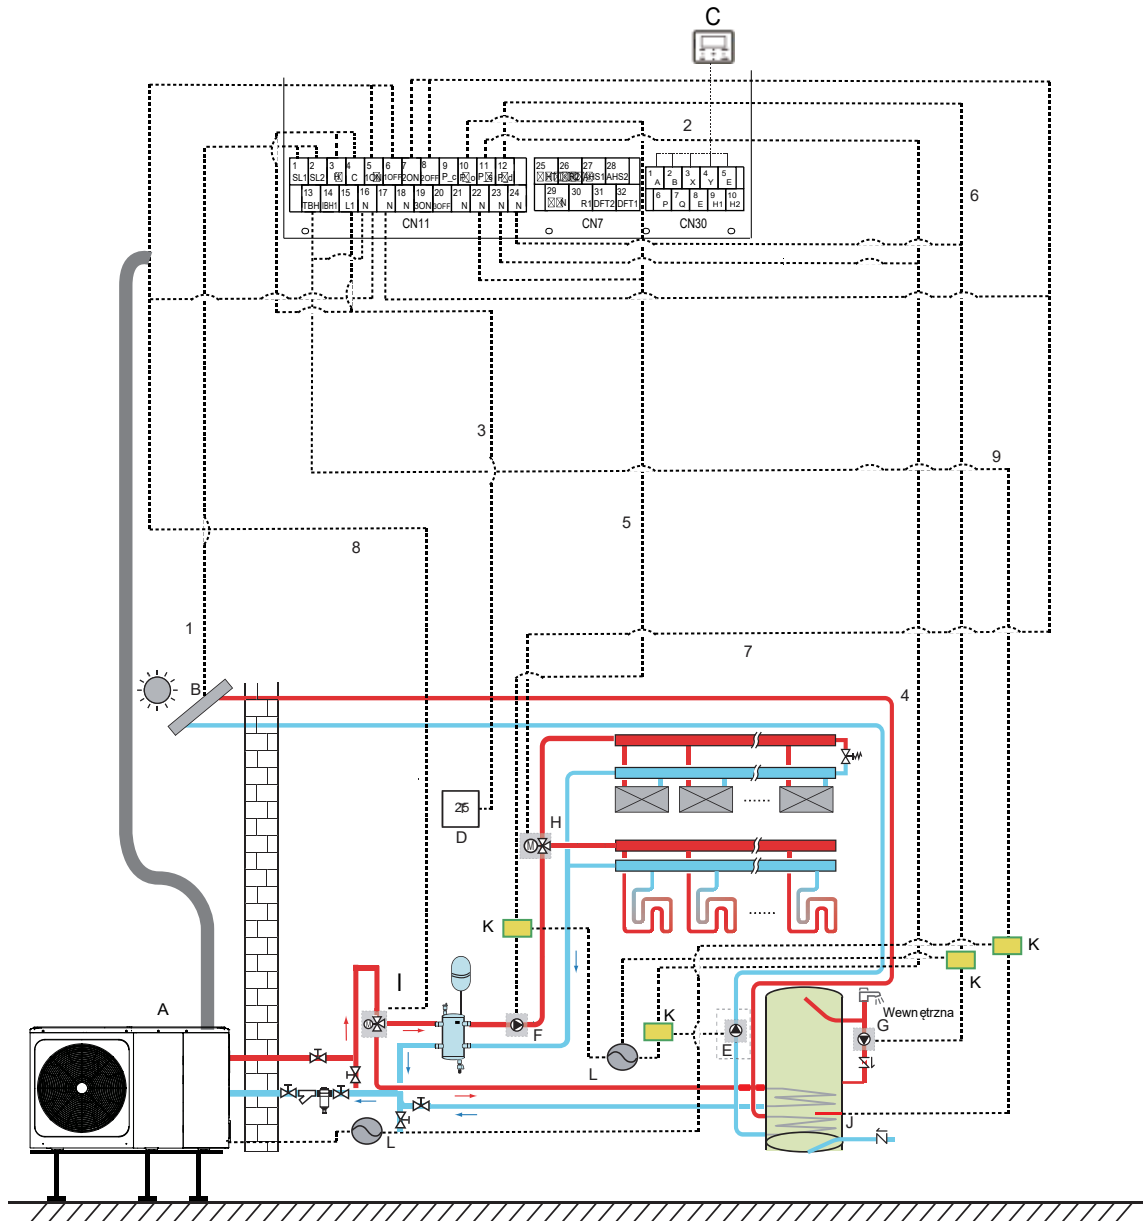 C
2
1 2 3 4 5 6 7 8 9 10 11 12
SL1 SL2 C 1OFF 2ON 2OFF P_c
13 14 15 16 17 18 19 20 21 22 23 24
TBH IBH1 L1 N N N 3ON 3OFF N N N N
CN11
25 26 27 28
AHS1 AHS2
29 30 31 32
N R1 DFT2 DFT1
CN7
1 2 3 4 5
A B X Y E
6 7 8 9 10
P Q E H1 H2
CN30
6
3
9
5
8
1
7
B
4
25
D
H
K
K
K
A
I
K
Wewnętrzna
G
F
E
L
J
L
M
M